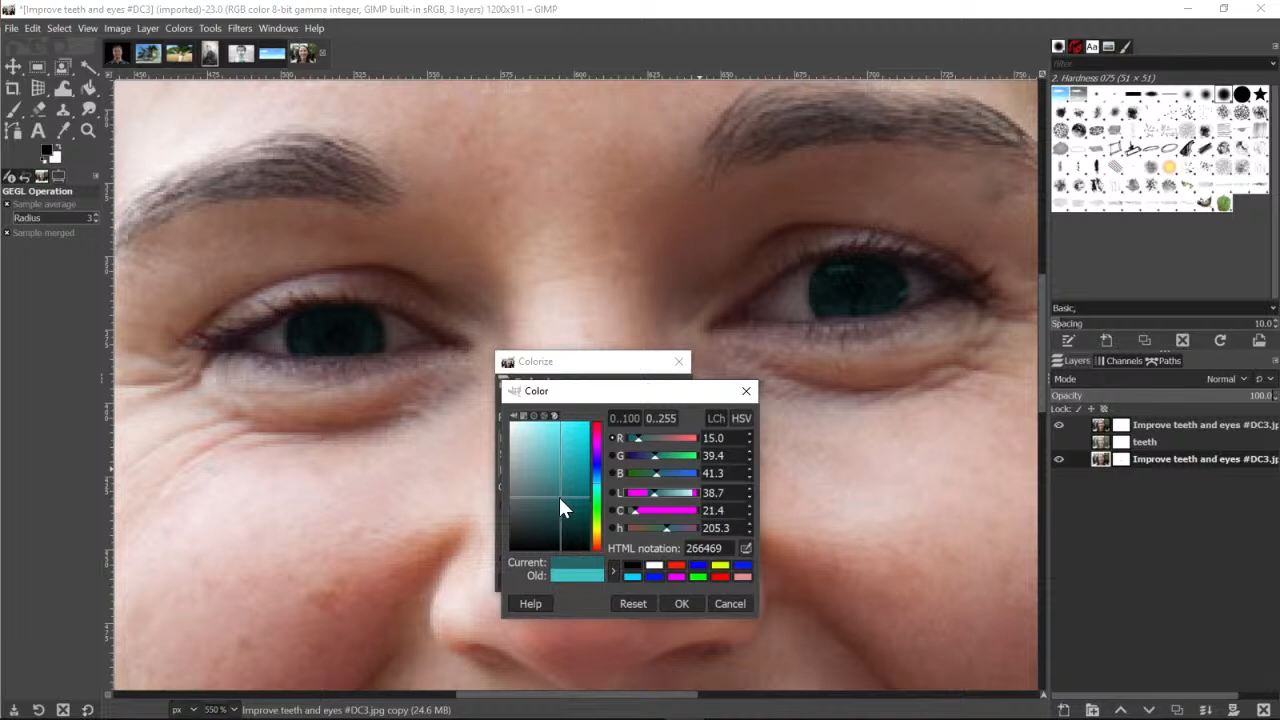 *[Improve teeth and eyes #DC3] (imported)-23.0 (RGB color 8-bit gamma integer, GIMP built-in sRGB, 3 layers) 1200x911 – GIMP
File Edit Select View Image Layer Colors Tools Filters Windows Help
filter
2. Hardness 075 (51 × 51)
GEGL Operation
Sample average
Radius 3
Sample merged
Basic,
Spacing 10.0
Layers Channels Paths
Mode Normal
Opacity 100.0
Lock:
Improve teeth and eyes #DC3.jp
teeth
Improve teeth and eyes #DC3.jp
Colorize
Color
0..100 0..255 LCh HSV
R 15.0
G 39.4
B 41.3
L 38.7
C 21.4
h 205.3
HTML notation: 266469
Current:
Old:
Help Reset OK Cancel
px 550 % Improve teeth and eyes #DC3.jpg copy (24.6 MB)